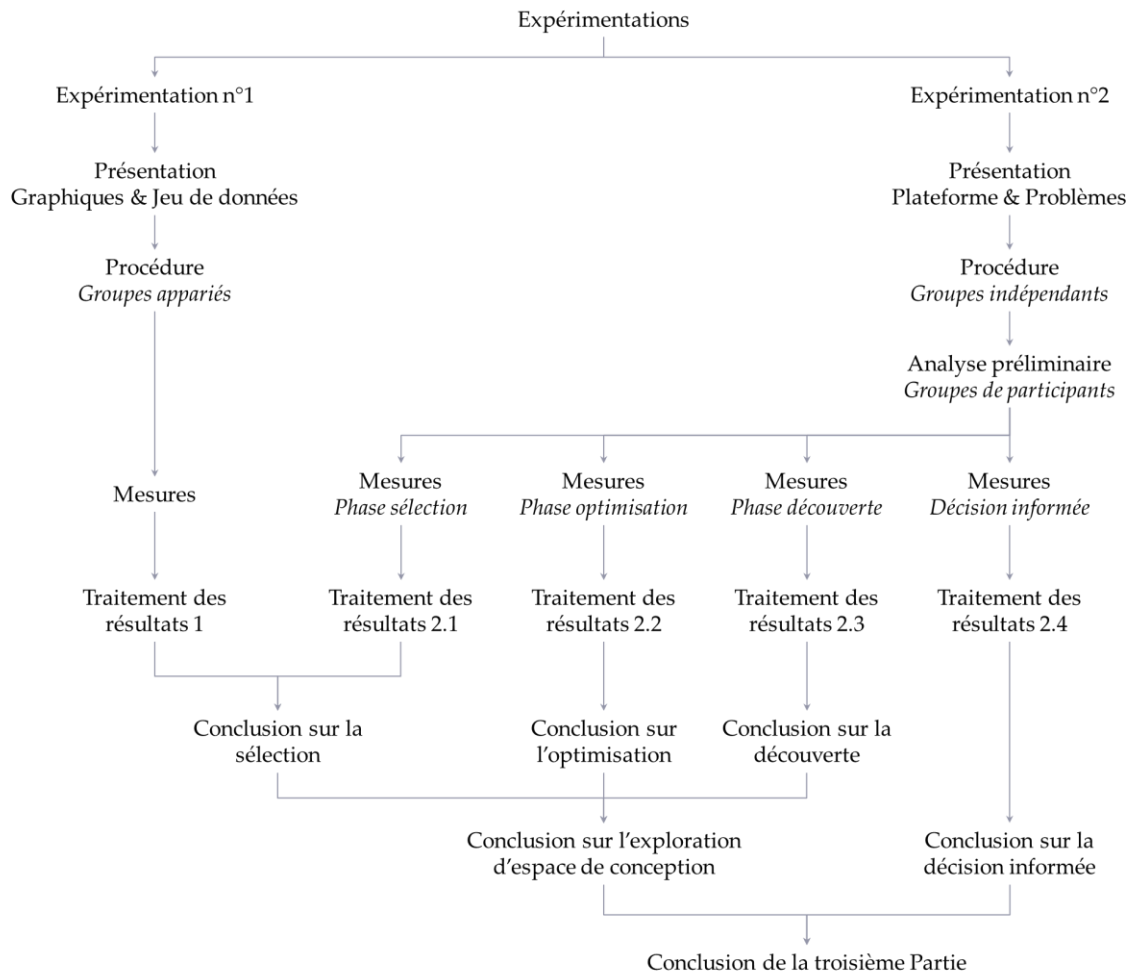 Expérimentations
Expérimentation n°1
Expérimentation n°2
Présentation
Graphiques & Jeu de données
Présentation
Plateforme & Problèmes
Procédure
Groupes appariés
Procédure
Groupes indépendants
Analyse préliminaire
Groupes de participants
Mesures
Mesures
Phase sélection
Mesures
Phase optimisation
Mesures
Phase découverte
Mesures
Décision informée
Traitement des
résultats 1
Traitement des
résultats 2.1
Traitement des
résultats 2.2
Traitement des
résultats 2.3
Traitement des
résultats 2.4
Conclusion sur la
sélection
Conclusion sur
l'optimisation
Conclusion sur la
découverte
Conclusion sur l'exploration
d'espace de conception
Conclusion sur la
décision informée
Conclusion de la troisième Partie